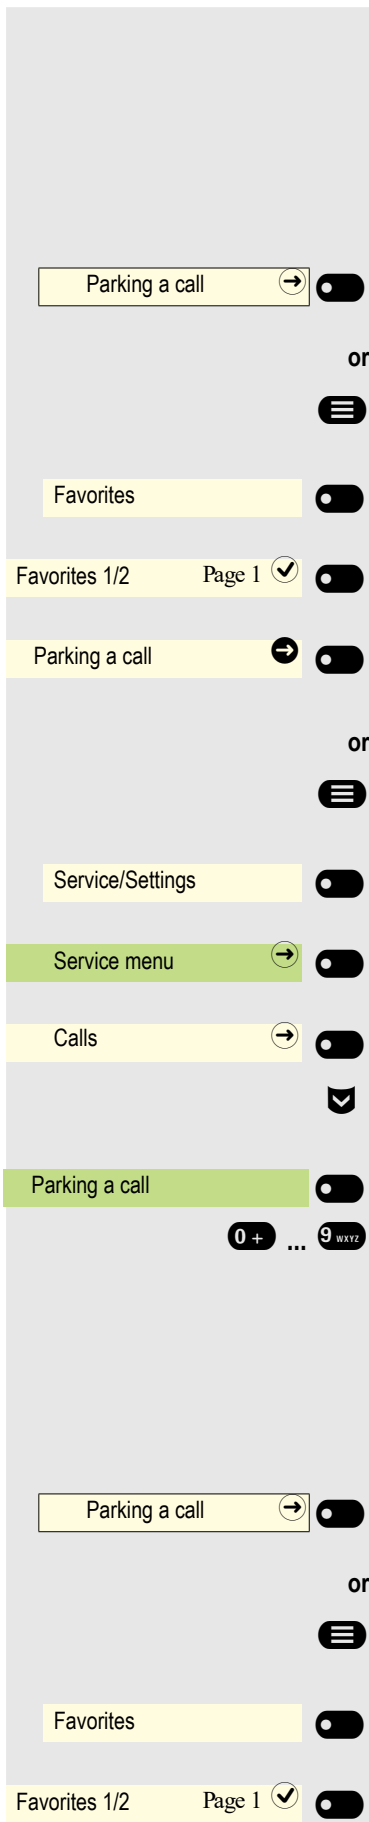 Parking a call
or
Favorites
Favorites 1/2 Page 1
Parking a call
or
Service/Settings
Service menu
Calls
Parking a call
0 + ... 9 WXYZ
Parking a call
or
Favorites
Favorites 1/2 Page 1